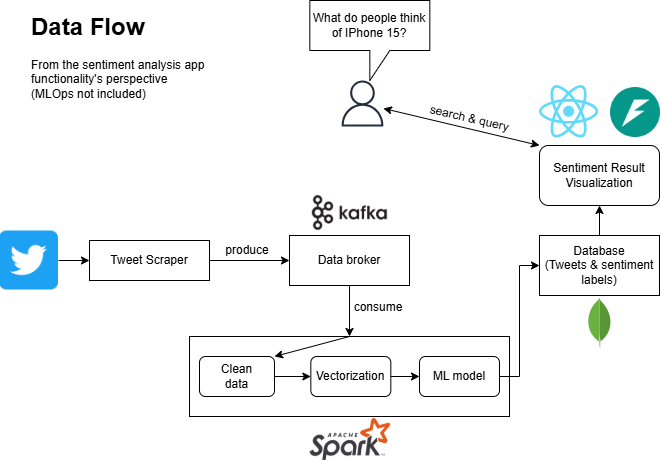 Data Flow
From the sentiment analysis app
functionality's perspective
(MLOps not included)
What do people think
of IPhone 15?
search & query
Sentiment Result
Visualization
kafka
Tweet Scraper
produce
Data broker
Database
(Tweets & sentiment
labels)
consume
Clean
data
Vectorization
ML model
APACHE
Spark